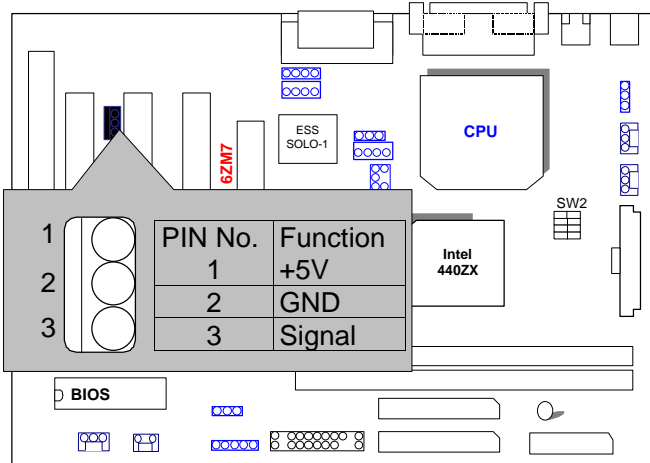 ESS
SOLO-1
CPU
6ZM7
SW2
Intel
440ZX
1
2
3
PIN No. Function
1 +5V
2 GND
3 Signal
BIOS